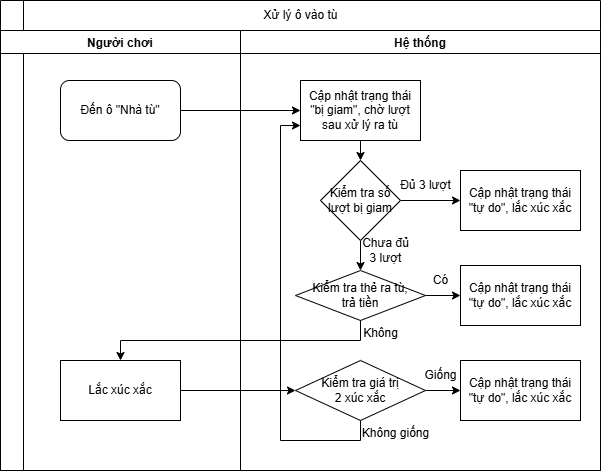 Xử lý ô vào tù
Người chơi
Hệ thống
Đến ô "Nhà tù"
Cập nhật trạng thái
"bị giam", chờ lượt
sau xử lý ra tù
Kiểm tra số
lượt bị giam
Đủ 3 lượt
Cập nhật trạng thái
"tự do", lắc xúc xắc
Chưa đủ
3 lượt
Kiểm tra thẻ ra tù,
trả tiền
Có
Cập nhật trạng thái
"tự do", lắc xúc xắc
Không
Lắc xúc xắc
Kiểm tra giá trị
2 xúc xắc
Giống
Cập nhật trạng thái
"tự do", lắc xúc xắc
Không giống